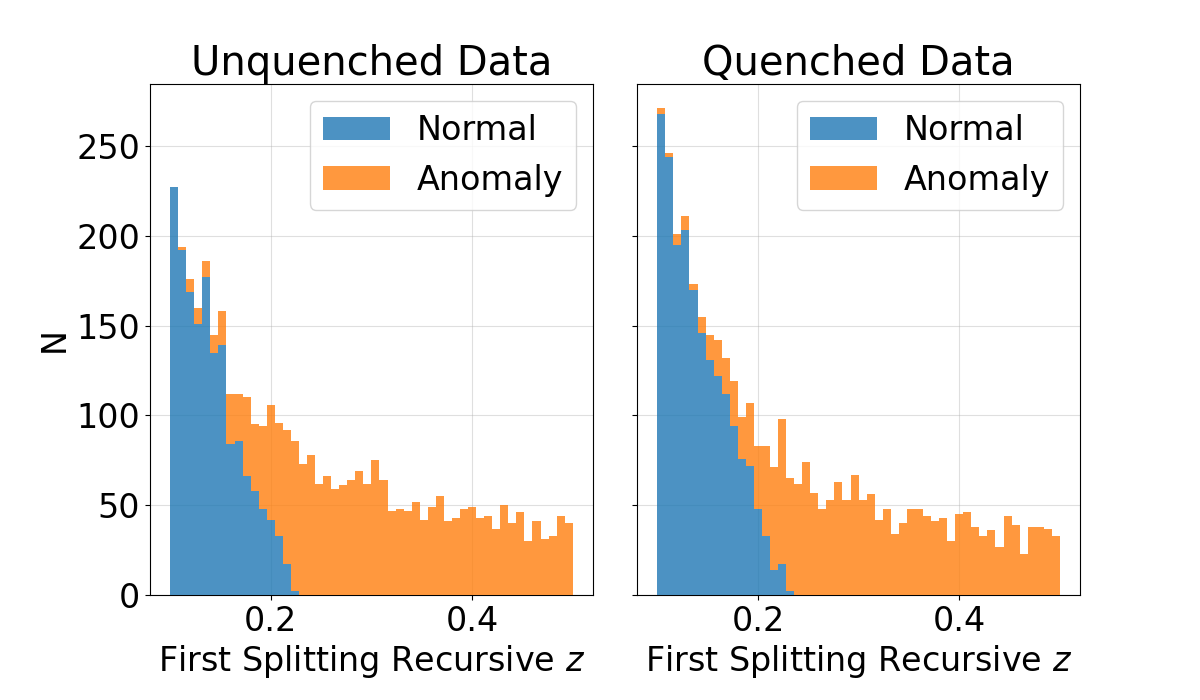 Unquenched Data
Quenched Data
Normal
Anomaly
Normal
Anomaly
N
250
200
150
100
50
0
0.2
0.4
0.2
0.4
First Splitting Recursive z
First Splitting Recursive z